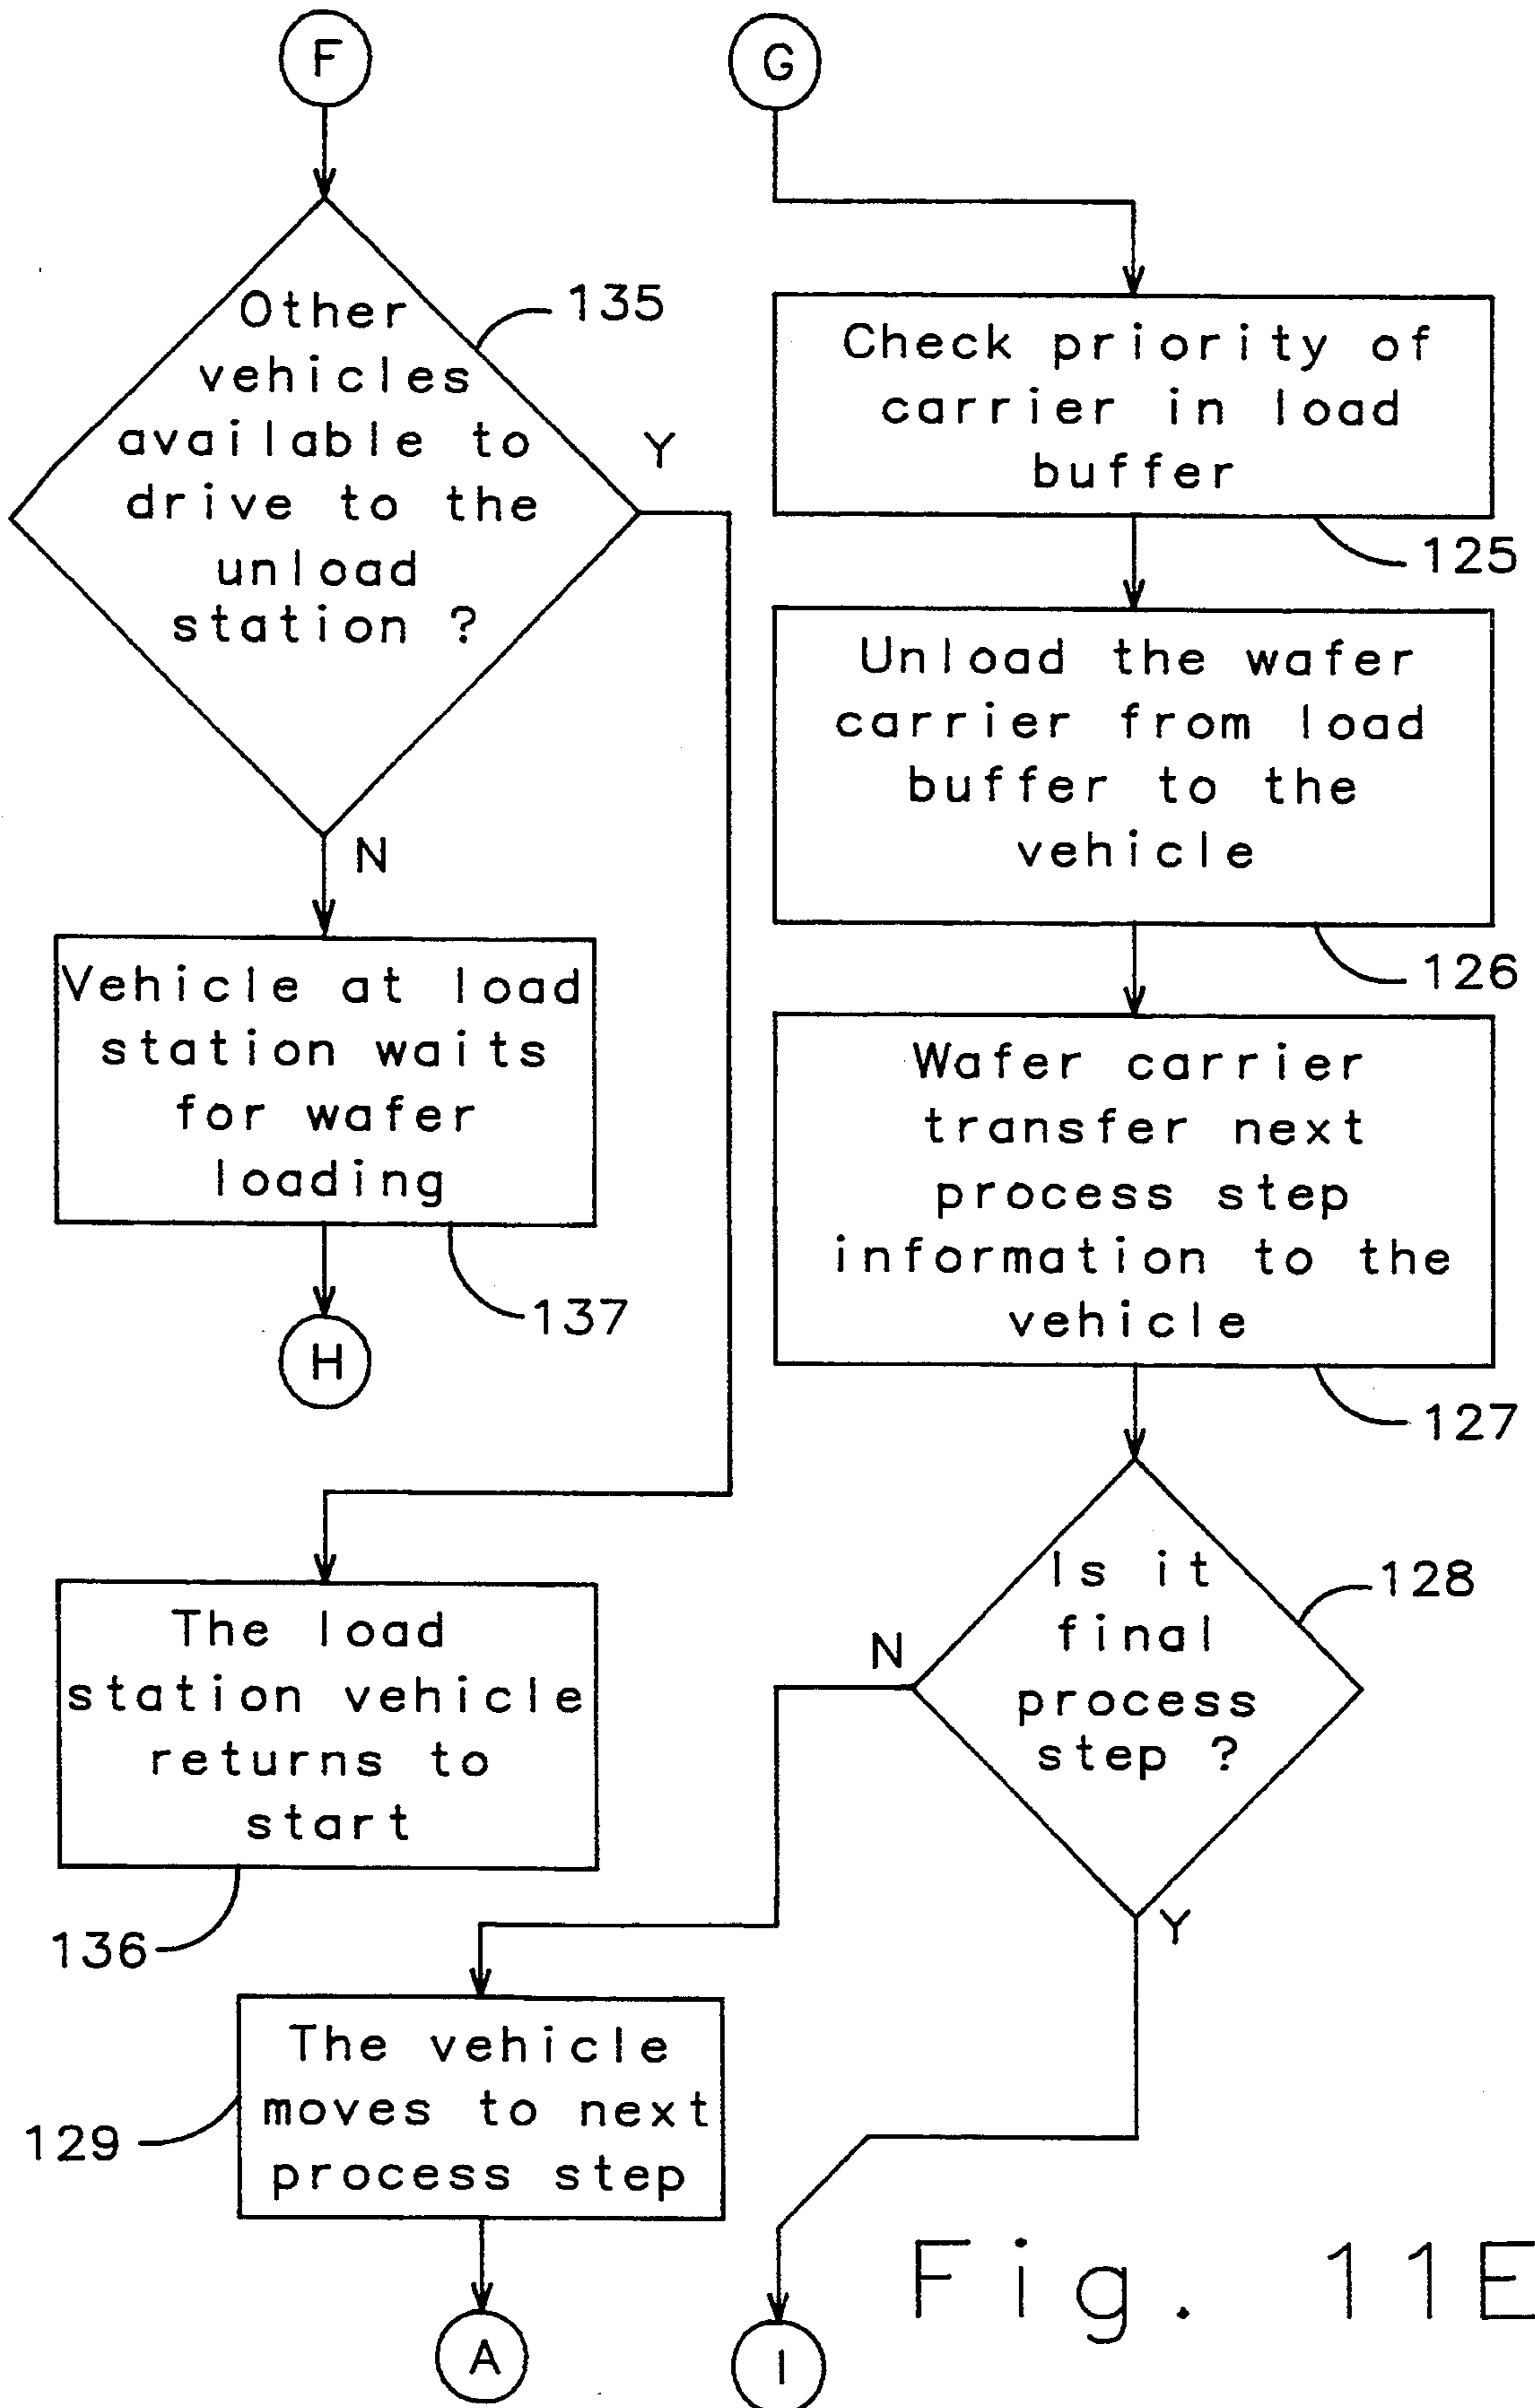 F
Other
vehicles
available to
drive to the
unload
station ?
135
Y
N
Vehicle at load
station waits
for wafer
loading
137
H
The load
station vehicle
returns to
start
136
G
Check priority of
carrier in load
buffer
125
Unload the wafer
carrier from load
buffer to the
vehicle
126
Wafer carrier
transfer next
process step
information to the
vehicle
127
Is it
final
process
step ?
128
N
Y
The vehicle
moves to next
process step
129
A
I
Fig. 11E